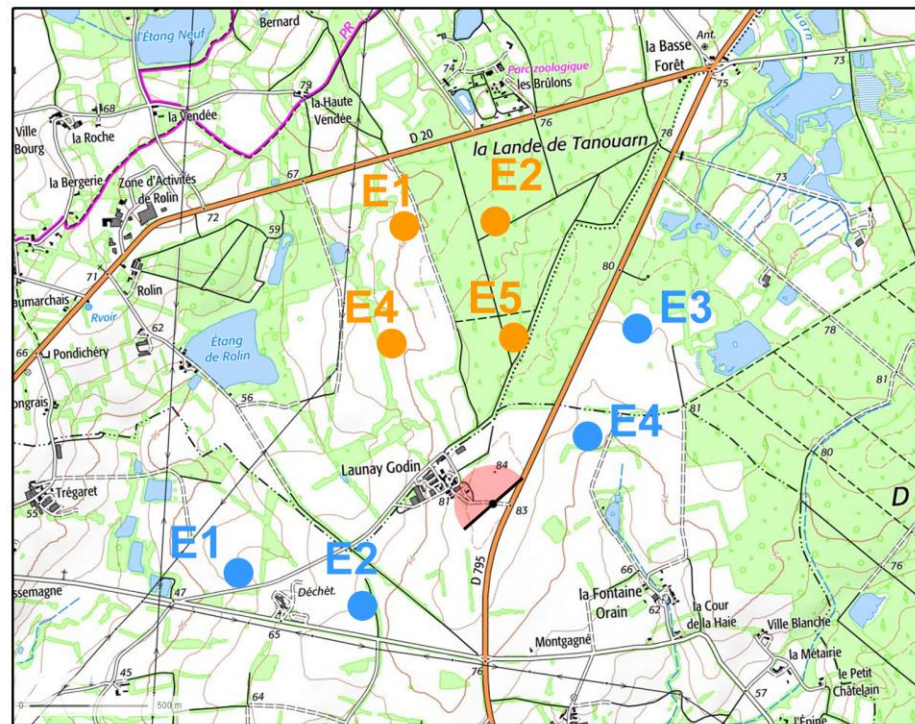 l'Étang Neuf
Bernard
PR
Ant.
la Basse
Forêt
74
Parc zoologique
les Brûlons
73
79
la Haute
Vendée
68
la Roche
la Vendée
Ville
Bourg
75
76
78
D 20
la Lande de Tanouarn
la Bergerie
Zone d'Activités
de Rolin
67
73
E1
E2
72
59
71
Rolin
80
aumarchais
Rvoir
E4
E5
E3
62
Étang
de Rolin
Pondichéry
66
78
ongrais
56
81
81
E4
80
Launay Godin
84
Trégaret
55
81
83
D
E1
E2
D 795
66
Déchèt.
la Fontaine
Orain
62
la Cour
de la Haie
ssemagne
47
65
Ville Blanche
Montgagné
la Métairie
76
45
64
57
le Petit
Châtelain
l'Épine
0
500 m